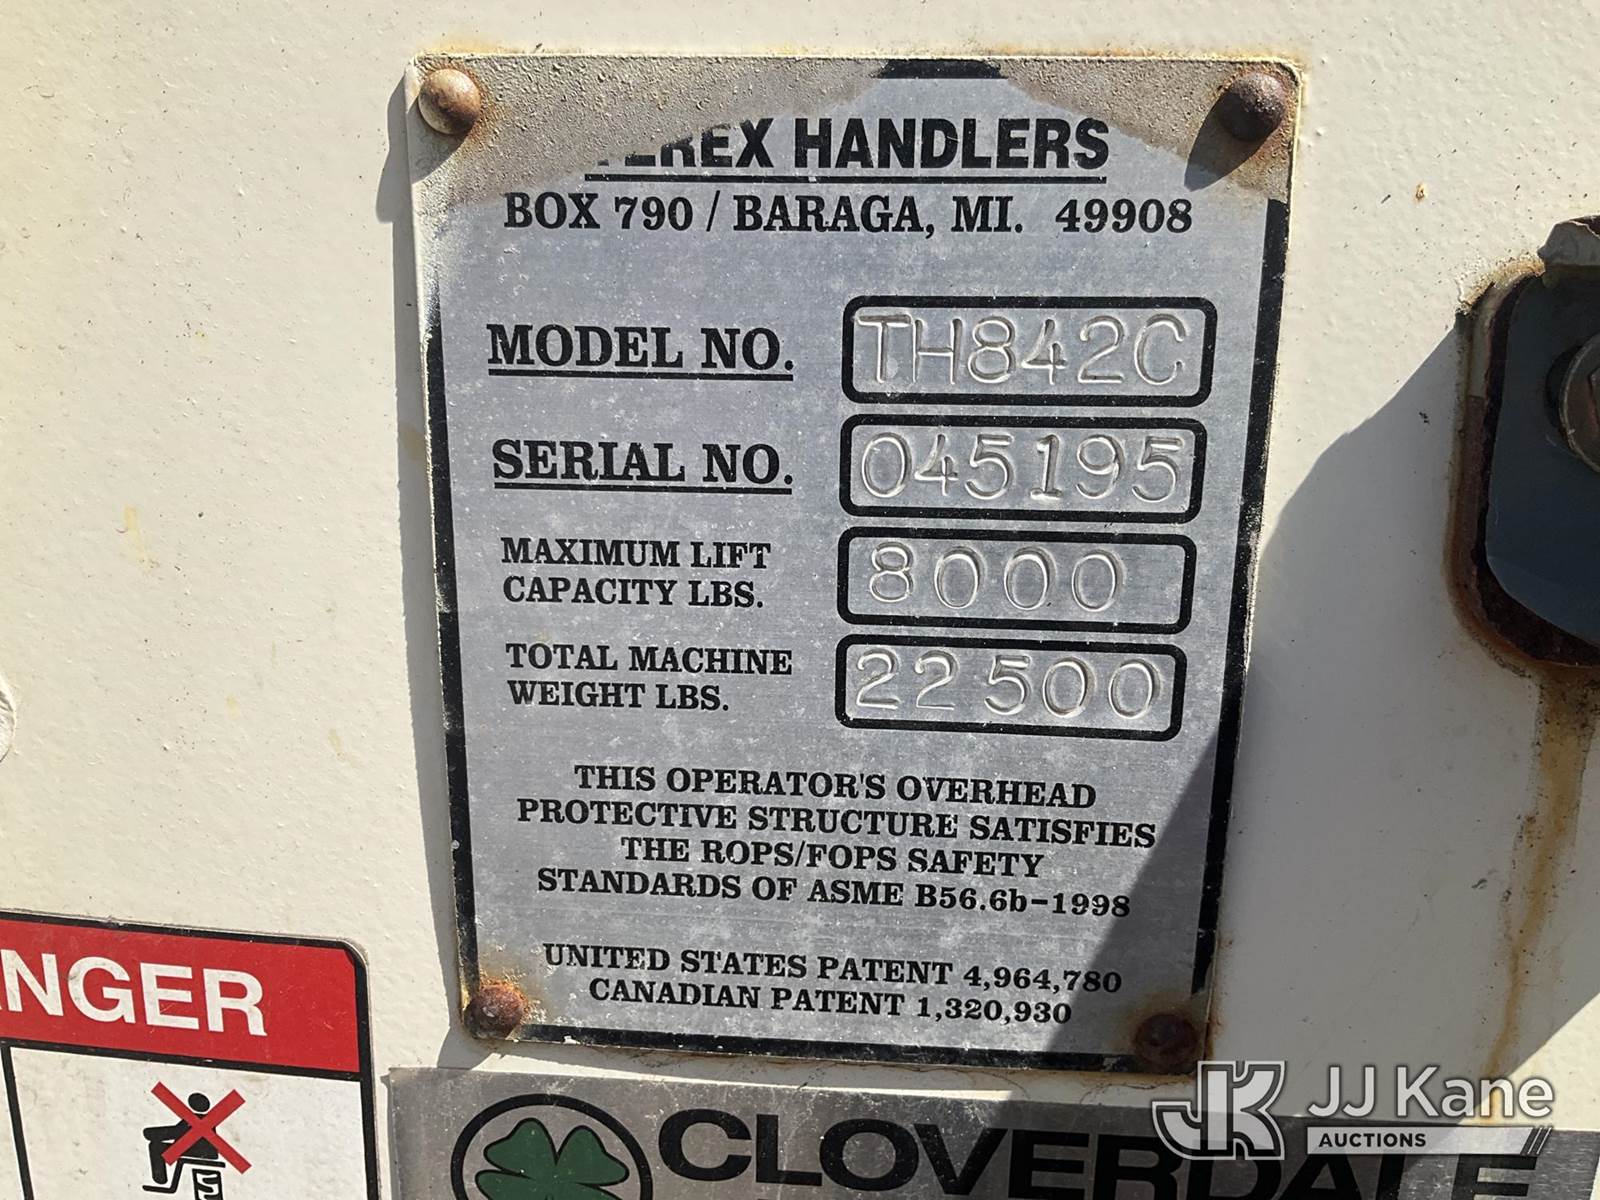 TEREX HANDLERS
BOX 790 / BARAGA, MI. 49908
MODEL NO. TH842C
SERIAL NO. 045195
MAXIMUM LIFT
CAPACITY LBS. 8000
TOTAL MACHINE
WEIGHT LBS. 22500
THIS OPERATOR'S OVERHEAD
PROTECTIVE STRUCTURE SATISFIES
THE ROPS/FOPS SAFETY
STANDARDS OF ASME B56.6b-1998
UNITED STATES PATENT 4,964,780
CANADIAN PATENT 1,320,930
NGER
CLOVERDALE
JK JJ Kane
AUCTIONS